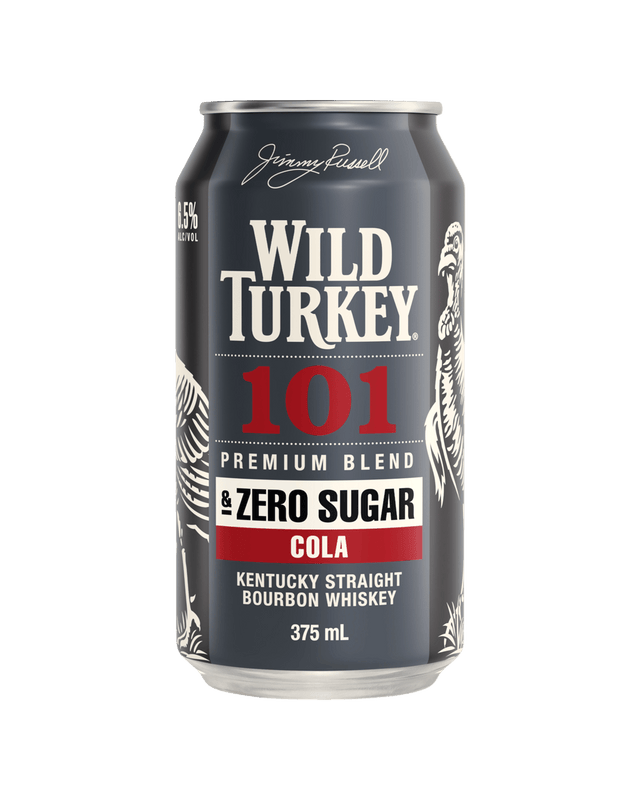 Jimmy Russell
6.5%
ALC/VOL
WILD
TURKEY®
101
PREMIUM BLEND
& ZERO SUGAR
COLA
KENTUCKY STRAIGHT
BOURBON WHISKEY
375 mL